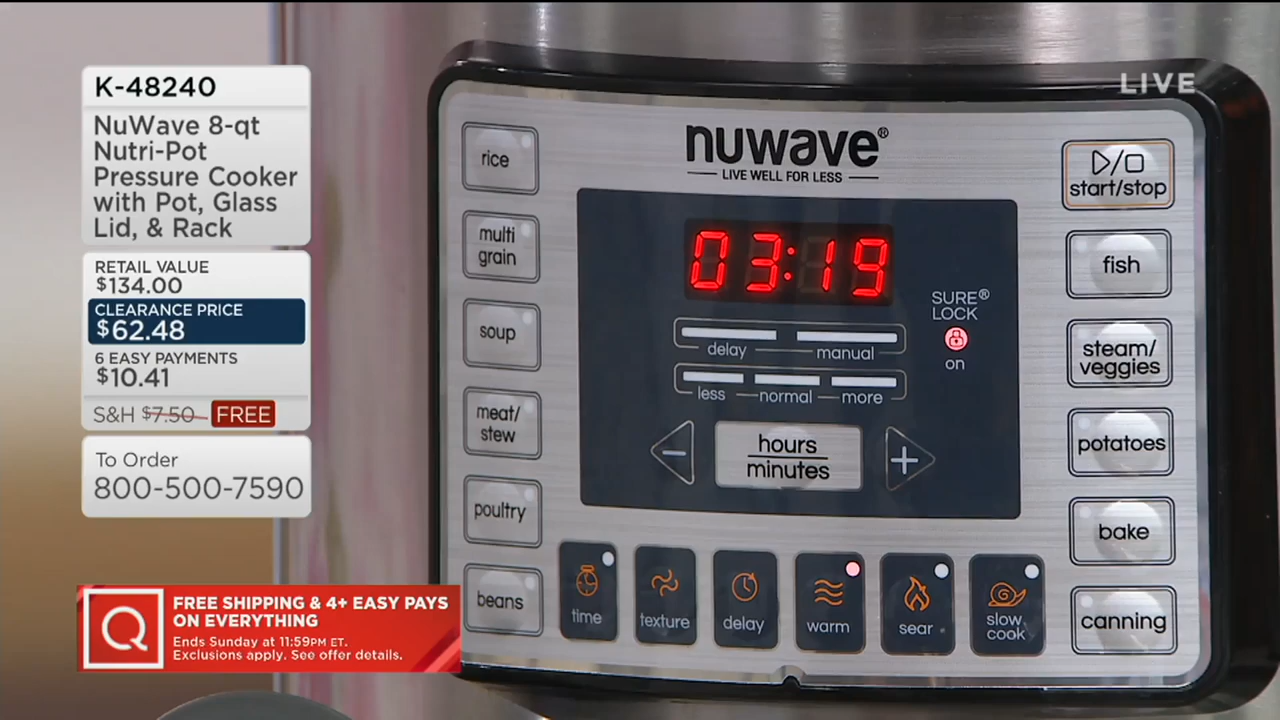 K-48240
NuWave 8-qt
Nutri-Pot
Pressure Cooker
with Pot, Glass
Lid, & Rack
RETAIL VALUE
$134.00
CLEARANCE PRICE
$62.48
6 EASY PAYMENTS
$10.41
S&H $7.50 FREE
To Order
800-500-7590
Q
FREE SHIPPING & 4+ EASY PAYS
ON EVERYTHING
Ends Sunday at 11:59PM ET.
Exclusions apply. See offer details.
LIVE
nuwave®
LIVE WELL FOR LESS
rice
multi
grain
soup
meat/
stew
poultry
beans
03:19
SURE®
LOCK
on
delay
manual
less
normal
more
−
hours
minutes
+
time
texture
delay
warm
sear
slow
cook
start/stop
fish
steam/
veggies
potatoes
bake
canning